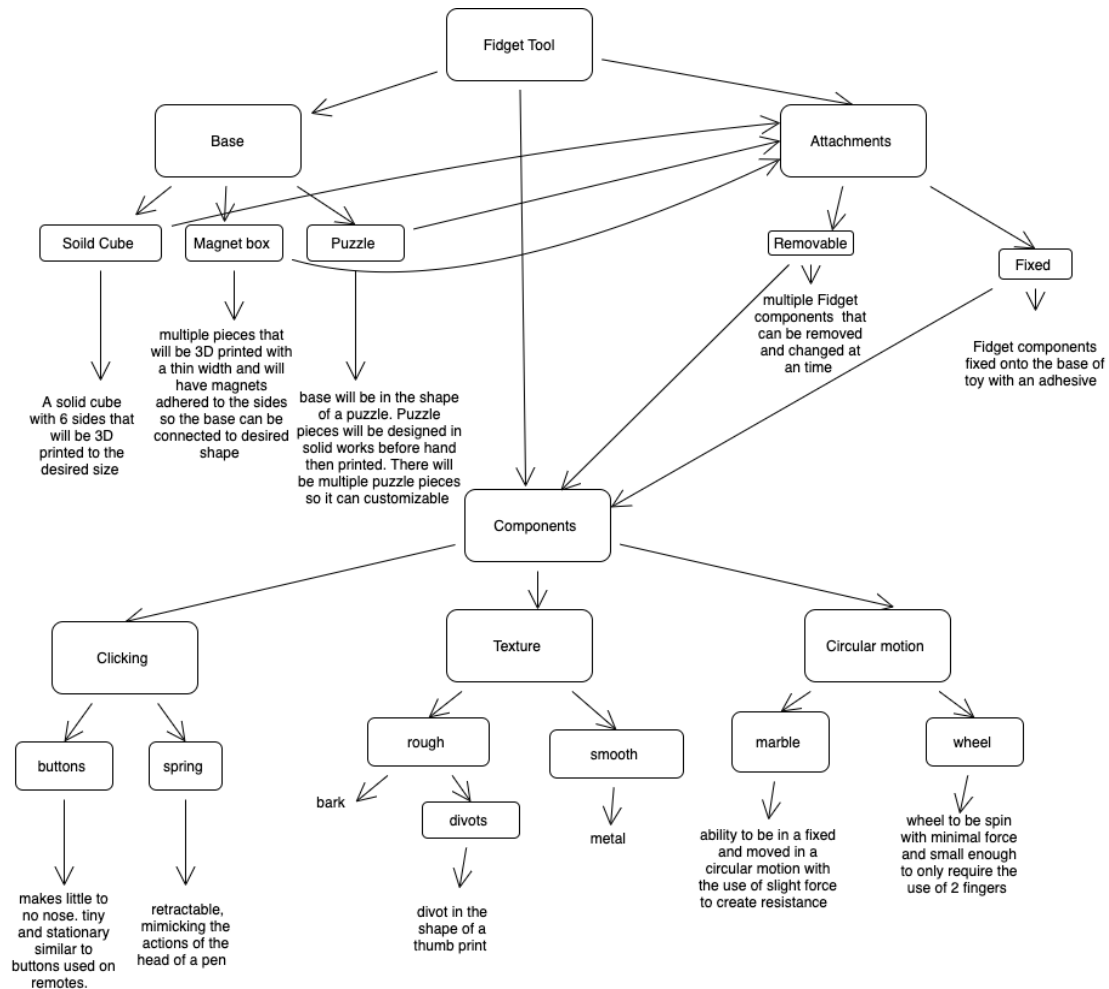 Fidget Tool
Base
Attachments
Soild Cube
Magnet box
Puzzle
Removable
Fixed
multiple Fidget
components that
can be removed
and changed at
an time
Fidget components
fixed onto the base of
toy with an adhesive
A solid cube
with 6 sides that
will be 3D
printed to the
desired size
multiple pieces that
will be 3D printed with
a thin width and will
have magnets
adhered to the sides
so the base can be
connected to desired
shape
base will be in the shape
of a puzzle. Puzzle
pieces will be designed in
solid works before hand
then printed. There will
be multiple puzzle pieces
so it can customizable
Components
Clicking
Texture
Circular motion
buttons
spring
rough
smooth
marble
wheel
bark
divots
metal
makes little to
no nose. tiny
and stationary
similar to
buttons used on
remotes.
retractable,
mimicking the
actions of the
head of a pen
divot in the
shape of a
thumb print
ability to be in a fixed
and moved in a
circular motion with
the use of slight force
to create resistance
wheel to be spin
with minimal force
and small enough
to only require the
use of 2 fingers